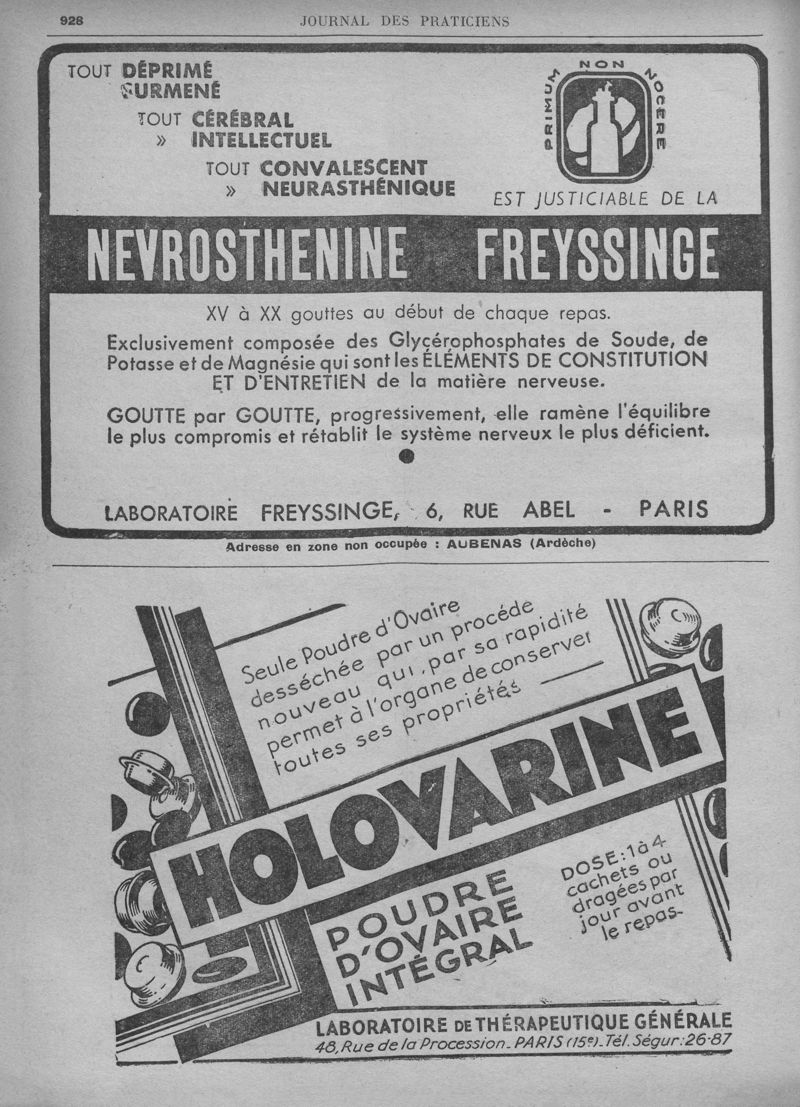 928
JOURNAL DES PRATICIENS
TOUT DÉPRIMÉ
SURMENÉ
TOUT CÉRÉBRAL
» INTELLECTUEL
TOUT CONVALESCENT
» NEURASTHÉNIQUE
PRIMUM NON NOCERE
EST JUSTICIABLE DE LA
NEVROSTHENINE FREYSSINGE
XV à XX gouttes au début de chaque repas.
Exclusivement composée des Glycérophosphates de Soude, de
Potasse et de Magnésie qui sont les ÉLÉMENTS DE CONSTITUTION
ET D'ENTRETIEN de la matière nerveuse.
GOUTTE par GOUTTE, progressivement, elle ramène l'équilibre
le plus compromis et rétablit le système nerveux le plus déficient.
LABORATOIRE FREYSSINGE, 6, RUE ABEL - PARIS
Adresse en zone non occupée : AUBENAS (Ardèche)
Seule Poudre d'Ovaire
desséchée par un procéde
nouveau qui, par sa rapidité
permet à l'organe de conserver
toutes ses propriétés
HOLOVARINE
POUDRE
D'OVAIRE
INTÉGRAL
DOSE: 1 à 4
cachets ou
dragées par
jour avant
le repas-
LABORATOIRE DE THÉRAPEUTIQUE GÉNÉRALE
48, Rue de la Procession_ PARIS (15e)_ Tél. Ségur: 26-87